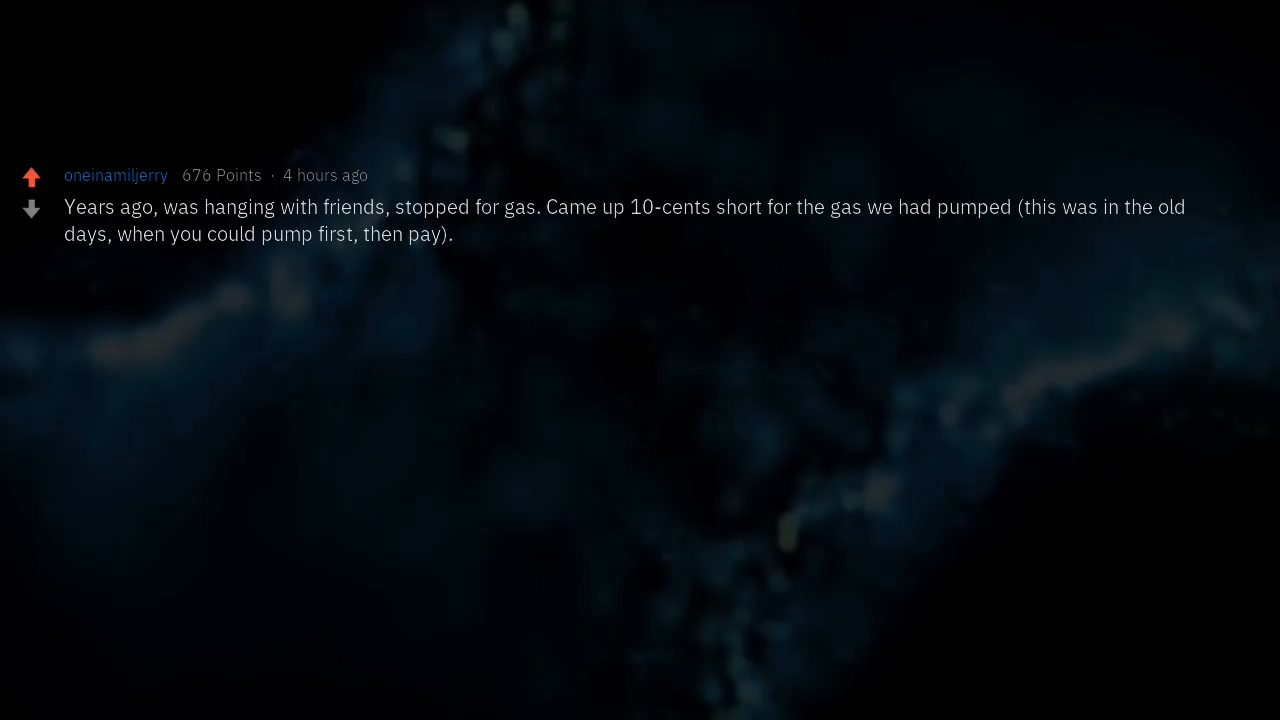 oneinamiljerry 676 Points · 4 hours ago
Years ago, was hanging with friends, stopped for gas. Came up 10-cents short for the gas we had pumped (this was in the old
days, when you could pump first, then pay).